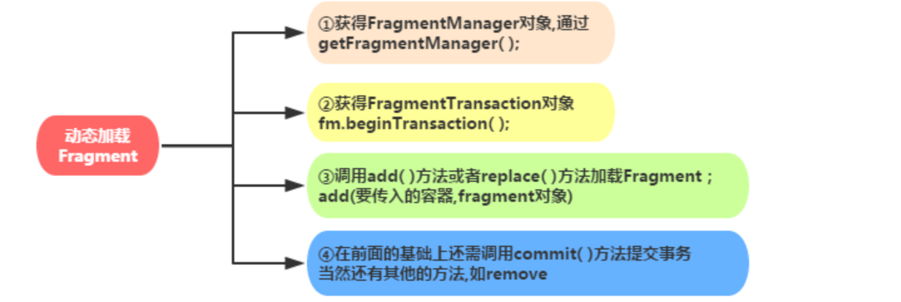 动态加载
Fragment
①获得FragmentManager对象,通过
getFragmentManager( );
②获得FragmentTransaction对象
fm.beginTransaction( );
③调用add( )方法或者replace( )方法加载Fragment；
add(要传入的容器,fragment对象)
④在前面的基础上还需调用commit( )方法提交事务
当然还有其他的方法,如remove